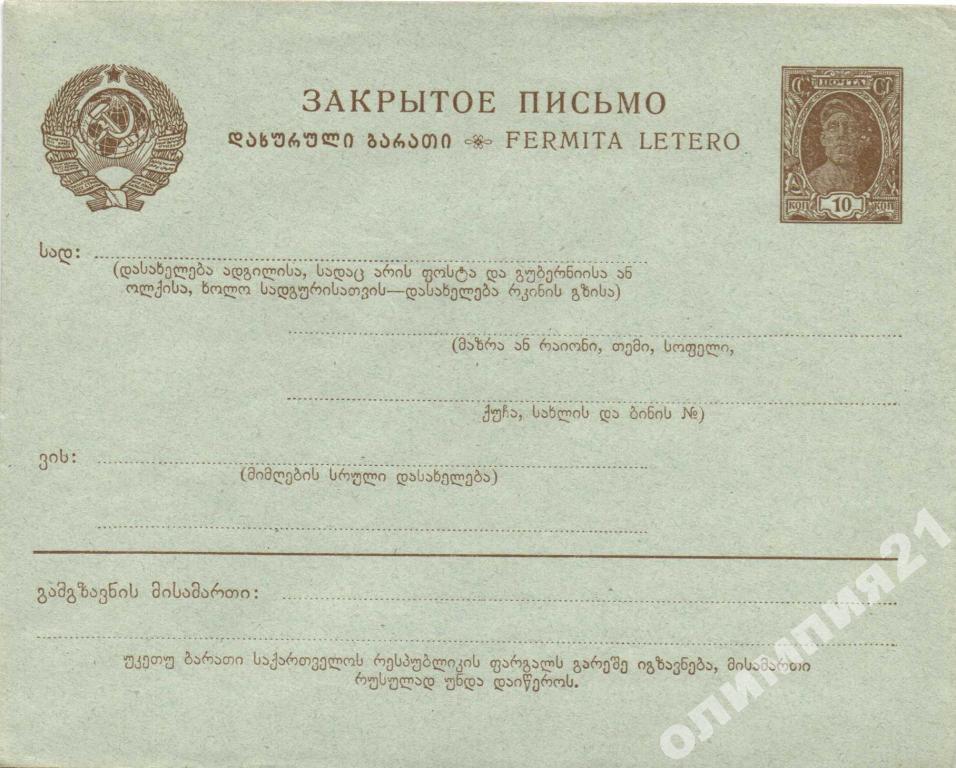 ЗАКРЫТОЕ ПИСЬМО
ᲓᲐᲮᲣᲠᲣᲚᲘ ᲑᲐᲠᲐᲗᲘ FERMITA LETERO
ПОЧТА
КОП 10 КОП
სად:
(დასახელება ადგილისა, სადაც არის ფოსტა და გუბერნიისა ან
ოლქისა, ხოლო სადგურისათვის—დასახელება რკინის გზისა)
(მაზრა ან რაიონი, თემი, სოფელი,
ქუჩა, სახლის და ბინის №)
ვის:
(მიმღების სრული დასახელება)
გამგზავნის მისამართი:
უკეთუ ბარათი საქართველოს რესპუბლიკის ფარგალს გარეშე იგზავნება, მისამართი
რუსულად უნდა დაიწეროს.
олимпия21